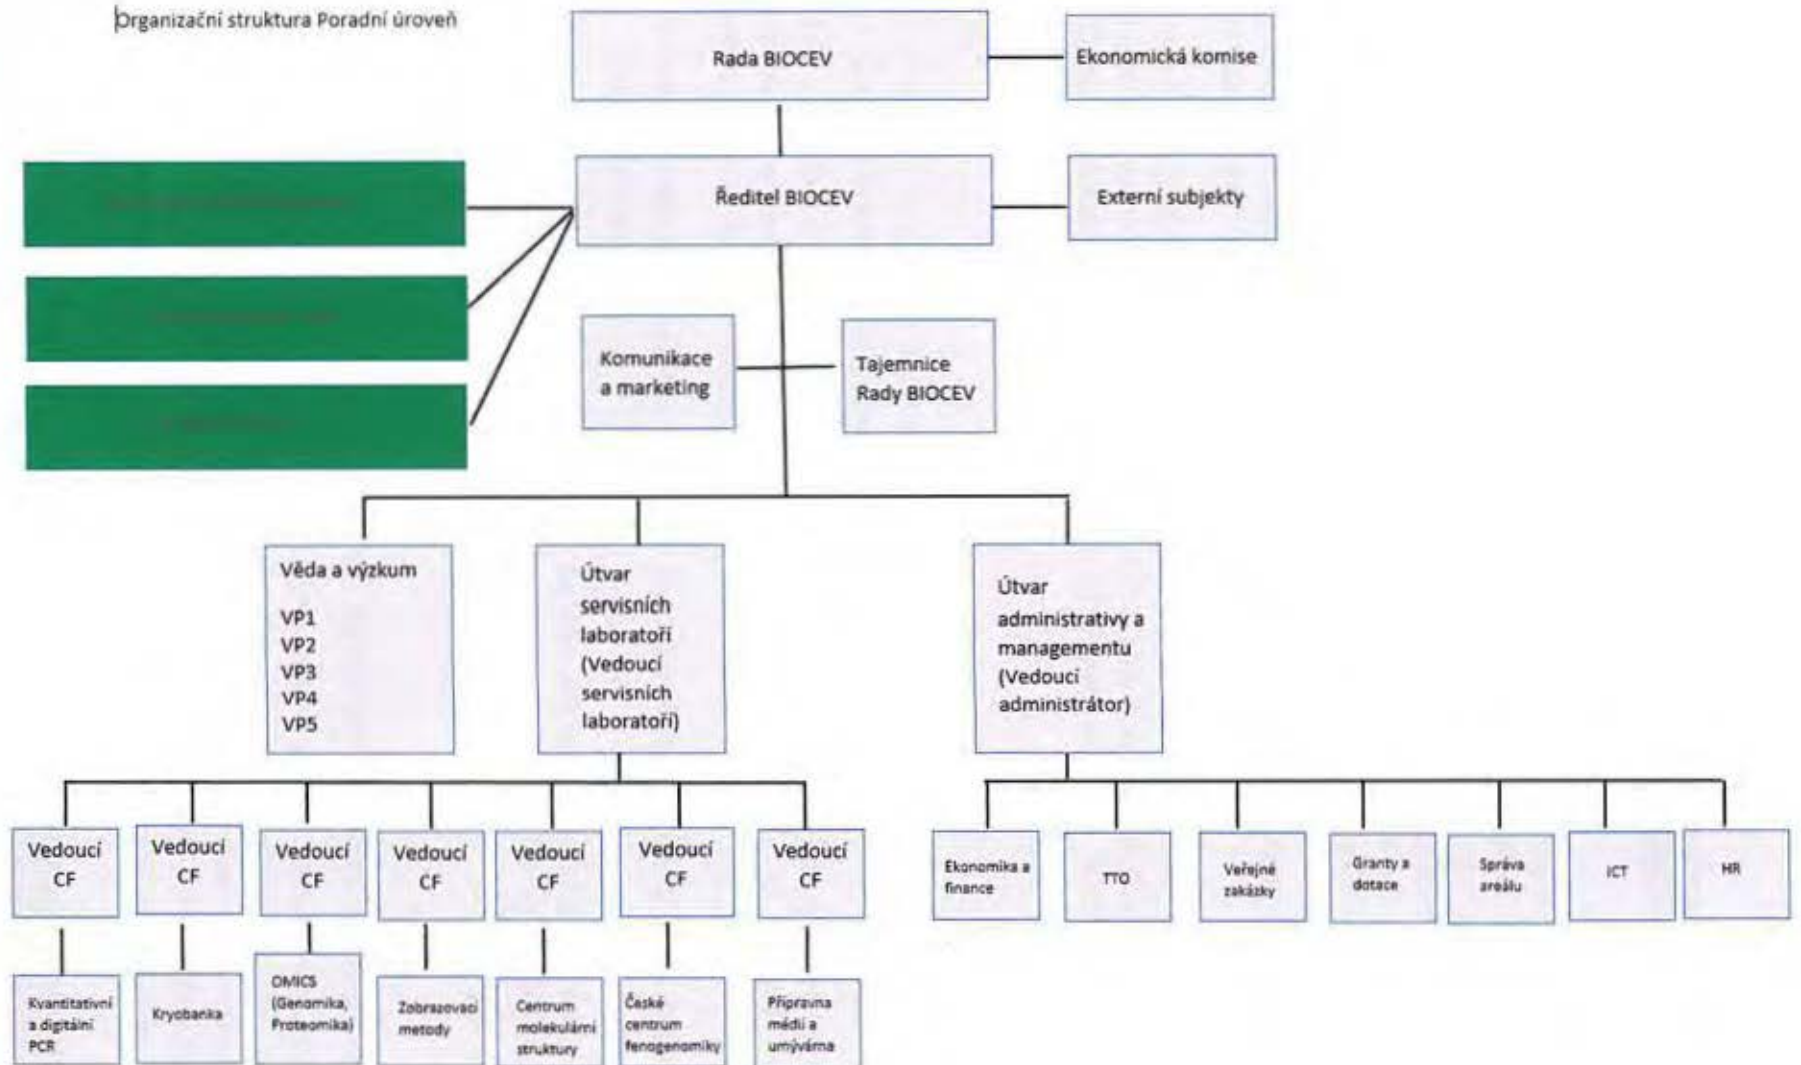 Organizační struktura Poradní úroveň
Rada BIOCEV
Ekonomická komise
Ředitel BIOCEV
Externí subjekty
Komunikace
a marketing
Tajemnice
Rady BIOCEV
Věda a výzkum
VP1
VP2
VP3
VP4
VP5
Útvar
servisních
laboratoří
(Vedoucí
servisních
laboratoří)
Útvar
administrativy a
managementu
(Vedoucí
administrátor)
Vedoucí
CF
Vedoucí
CF
Vedoucí
CF
Vedoucí
CF
Vedoucí
CF
Vedoucí
CF
Vedoucí
CF
Ekonomika a
finance
TTO
Veřejné
zakázky
Granty a
dotace
Správa
areálu
ICT
HR
Kvantitativní
a digitální
PCR
Kryobanka
OMICS
(Genomika,
Proteomika)
Zobrazovací
metody
Centrum
molekulární
struktury
České
centrum
fenogenomiky
Přípravna
médií a
umývárna